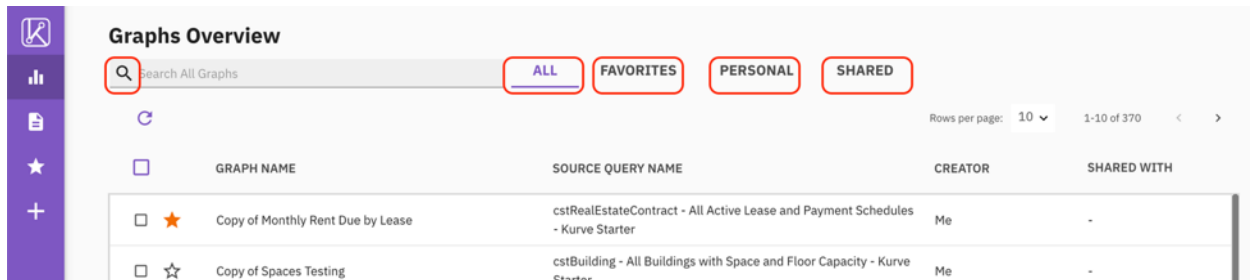 Graphs Overview
Search All Graphs
ALL
FAVORITES
PERSONAL
SHARED
Rows per page: 10 1-10 of 370
GRAPH NAME SOURCE QUERY NAME CREATOR SHARED WITH
Copy of Monthly Rent Due by Lease
cstRealEstateContract - All Active Lease and Payment Schedules
- Kurve Starter
Me -
Copy of Spaces Testing
cstBuilding - All Buildings with Space and Floor Capacity - Kurve
Starter
Me -